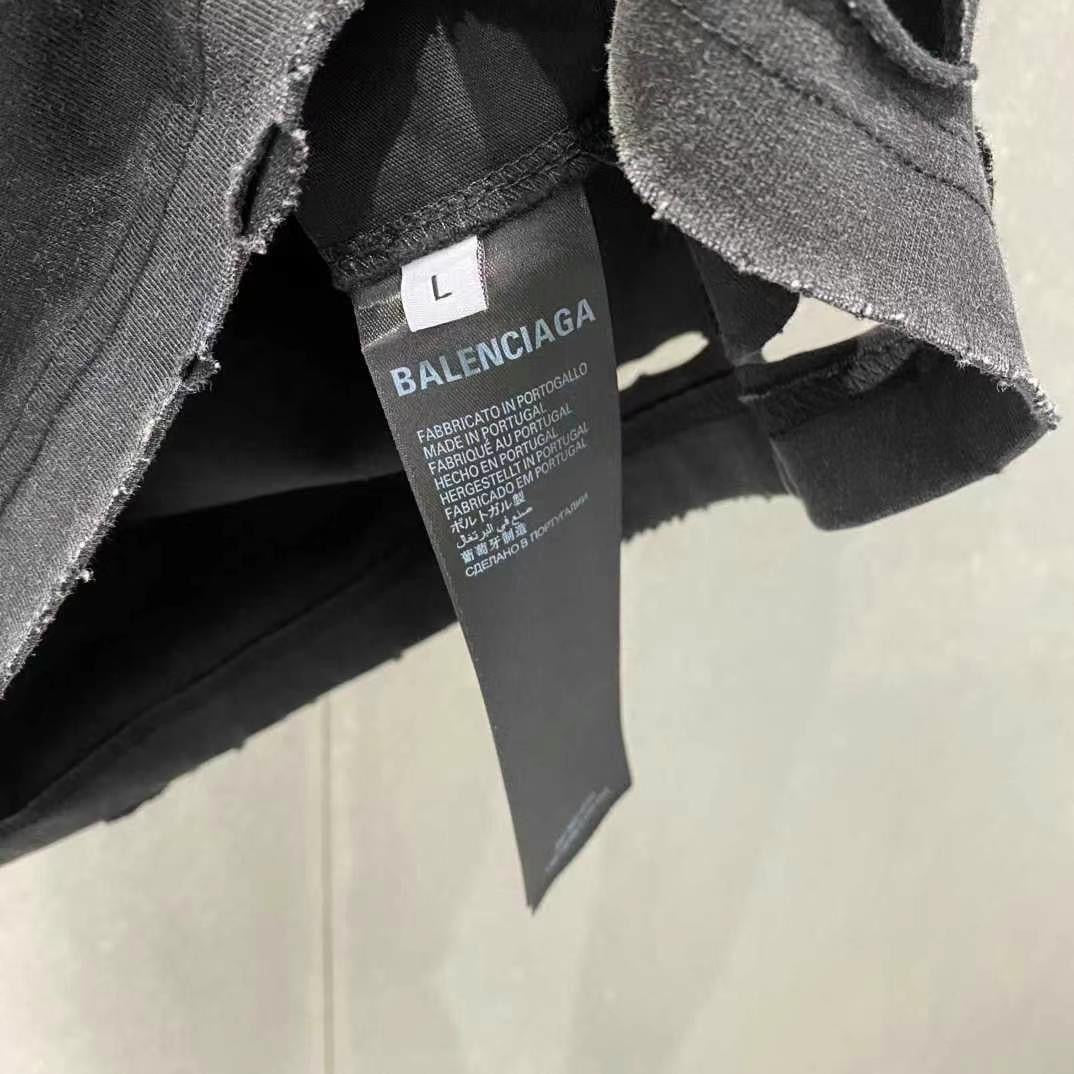 L
BALENCIAGA
FABBRICATO IN PORTOGALLO
MADE IN PORTUGAL
FABRIQUÉ AU PORTUGAL
HECHO EN PORTUGAL
HERGESTELLT IN PORTUGAL
FABRICADO EM PORTUGAL
ポルトガル製
صنع في البرتغال
葡萄牙制造
СДЕЛАНО В ПОРТУГАЛИИ